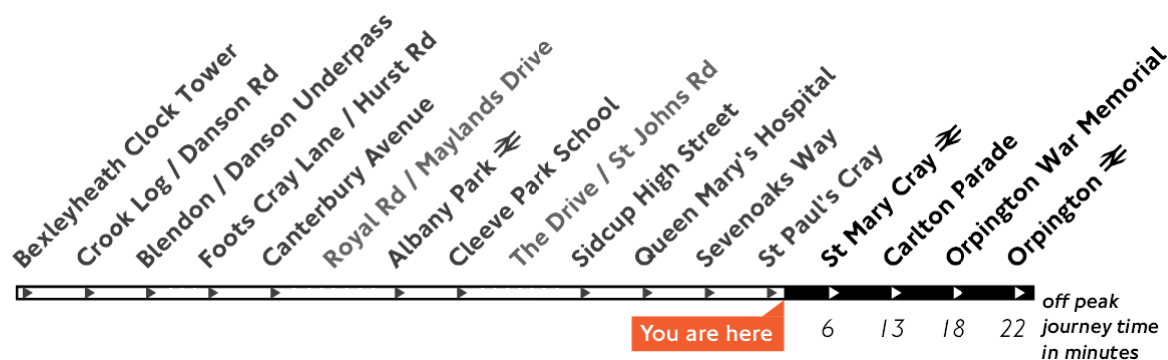 Bexleyheath Clock Tower
Crook Log / Danson Rd
Blendon / Danson Underpass
Foots Cray Lane / Hurst Rd
Canterbury Avenue
Royal Rd / Maylands Drive
Albany Park
Cleeve Park School
The Drive / St Johns Rd
Sidcup High Street
Queen Mary's Hospital
Sevenoaks Way
St Paul's Cray
St Mary Cray
Carlton Parade
Orpington War Memorial
Orpington
You are here
6 13 18 22
off peak
journey time
in minutes